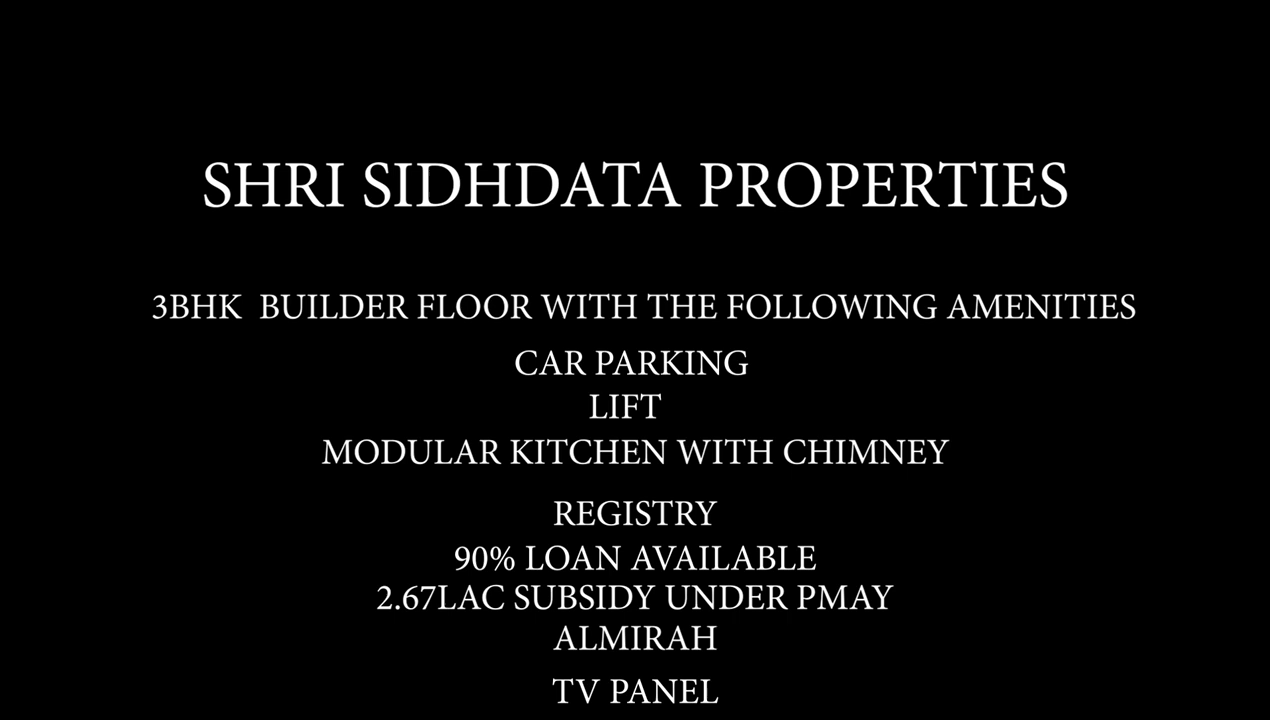 SHRI SIDHDATA PROPERTIES
3BHK BUILDER FLOOR WITH THE FOLLOWING AMENITIES
CAR PARKING
LIFT
MODULAR KITCHEN WITH CHIMNEY
REGISTRY
90% LOAN AVAILABLE
2.67LAC SUBSIDY UNDER PMAY
ALMIRAH
TV PANEL